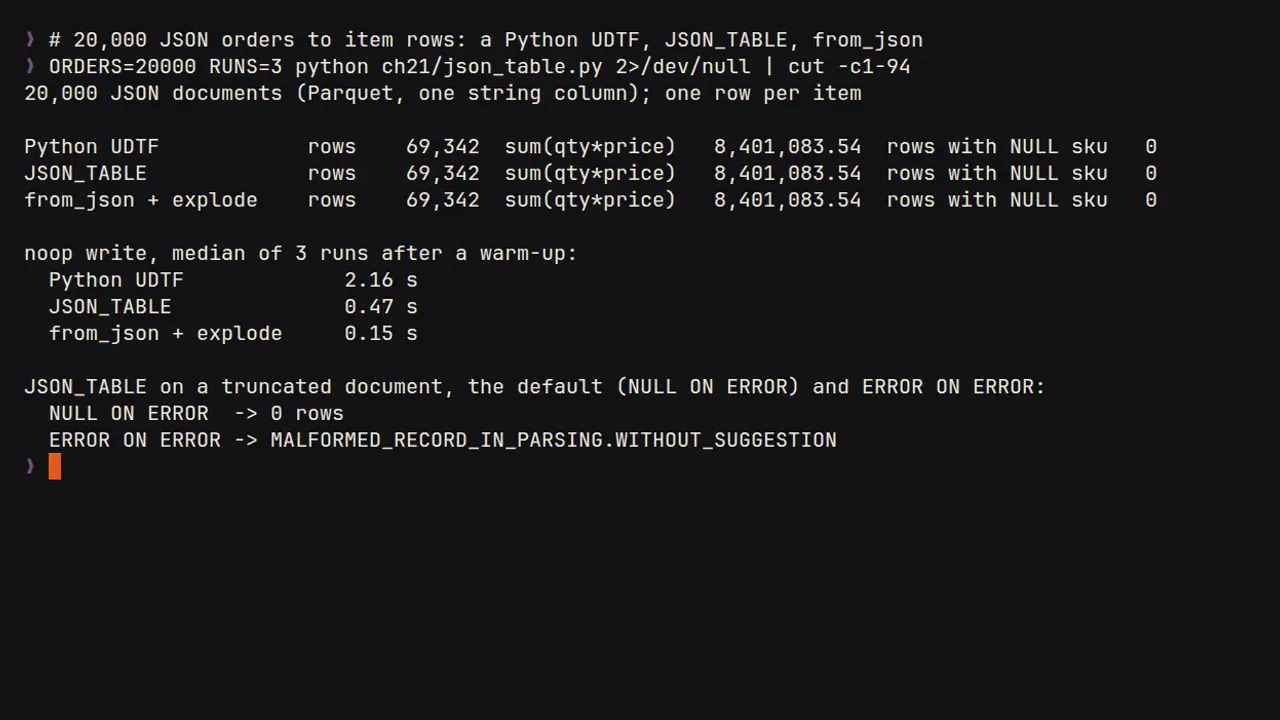 ❯ # 20,000 JSON orders to item rows: a Python UDTF, JSON_TABLE, from_json
❯ ORDERS=20000 RUNS=3 python ch21/json_table.py 2>/dev/null | cut -c1-94
20,000 JSON documents (Parquet, one string column); one row per item
Python UDTF            rows    69,342  sum(qty*price)   8,401,083.54  rows with NULL sku   0
JSON_TABLE             rows    69,342  sum(qty*price)   8,401,083.54  rows with NULL sku   0
from_json + explode    rows    69,342  sum(qty*price)   8,401,083.54  rows with NULL sku   0
noop write, median of 3 runs after a warm-up:
  Python UDTF             2.16 s
  JSON_TABLE              0.47 s
  from_json + explode     0.15 s
JSON_TABLE on a truncated document, the default (NULL ON ERROR) and ERROR ON ERROR:
  NULL ON ERROR  -> 0 rows
  ERROR ON ERROR -> MALFORMED_RECORD_IN_PARSING.WITHOUT_SUGGESTION
❯